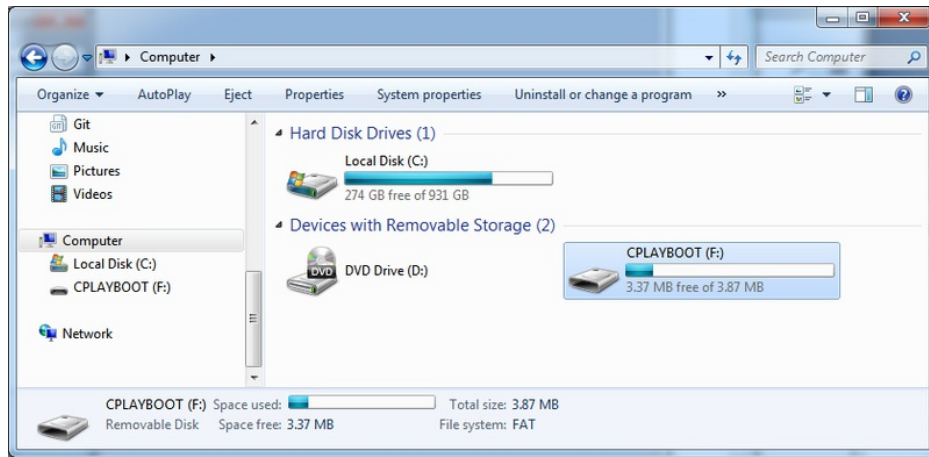 Computer
Search Computer
Organize AutoPlay Eject Properties System properties Uninstall or change a program »
Git
Music
Pictures
Videos
Computer
Local Disk (C:)
CPLAYBOOT (F:)
Network
Hard Disk Drives (1)
Local Disk (C:)
274 GB free of 931 GB
Devices with Removable Storage (2)
DVD
DVD Drive (D:)
CPLAYBOOT (F:)
3.37 MB free of 3.87 MB
CPLAYBOOT (F:) Space used: Total size: 3.87 MB
Removable Disk Space free: 3.37 MB File system: FAT